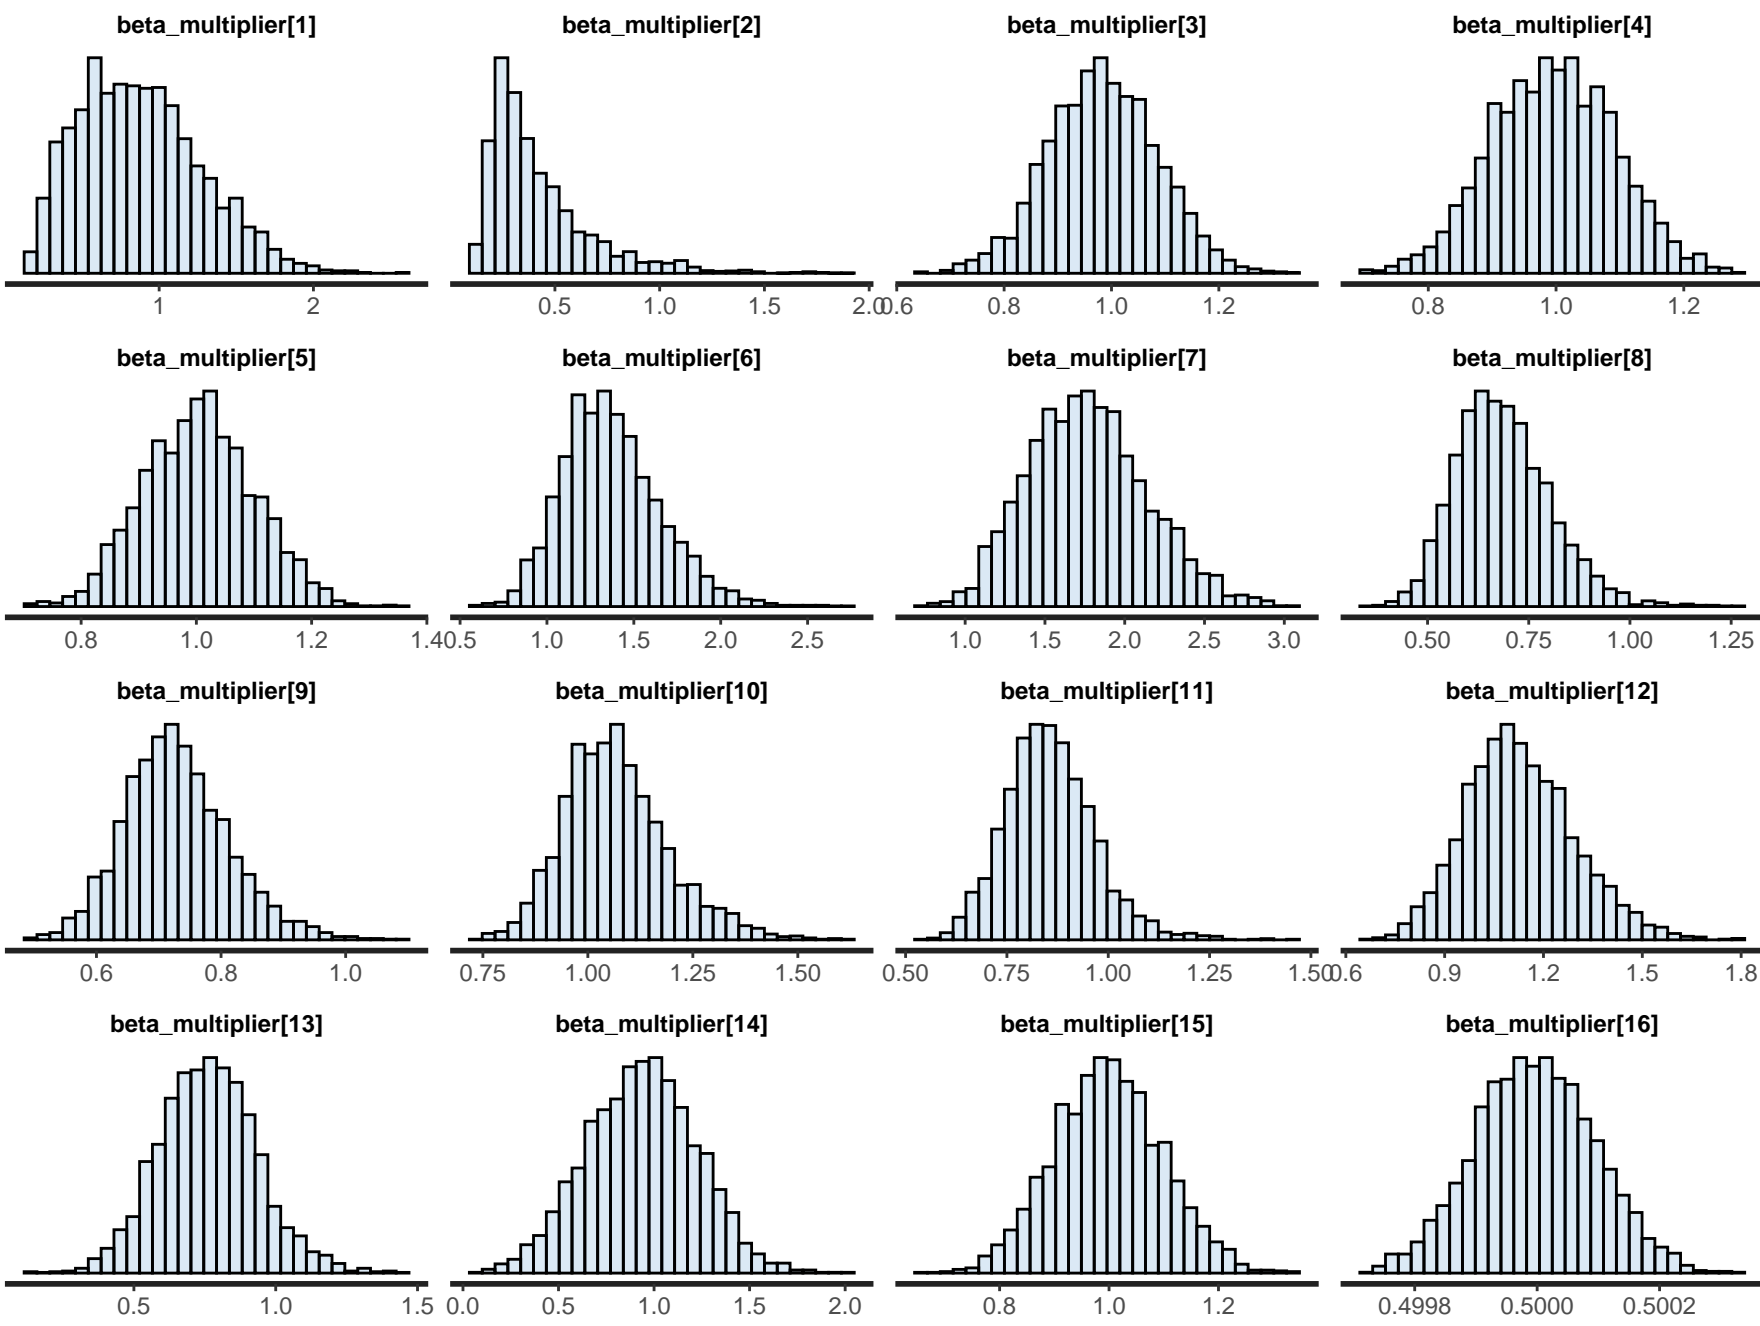 beta_multiplier[1] beta_multiplier[2] beta_multiplier[3] beta_multiplier[4]
1 2 0.5 1.0 1.5 2.0 0.6 0.8 1.0 1.2 0.8 1.0 1.2
beta_multiplier[5] beta_multiplier[6] beta_multiplier[7] beta_multiplier[8]
0.8 1.0 1.2 1.4 0.5 1.0 1.5 2.0 2.5 1.0 1.5 2.0 2.5 3.0 0.50 0.75 1.00 1.25
beta_multiplier[9] beta_multiplier[10] beta_multiplier[11] beta_multiplier[12]
0.6 0.8 1.0 0.75 1.00 1.25 1.50 0.50 0.75 1.00 1.25 1.50 0.6 0.9 1.2 1.5 1.8
beta_multiplier[13] beta_multiplier[14] beta_multiplier[15] beta_multiplier[16]
0.5 1.0 1.5 0.0 0.5 1.0 1.5 2.0 0.8 1.0 1.2 0.4998 0.5000 0.5002